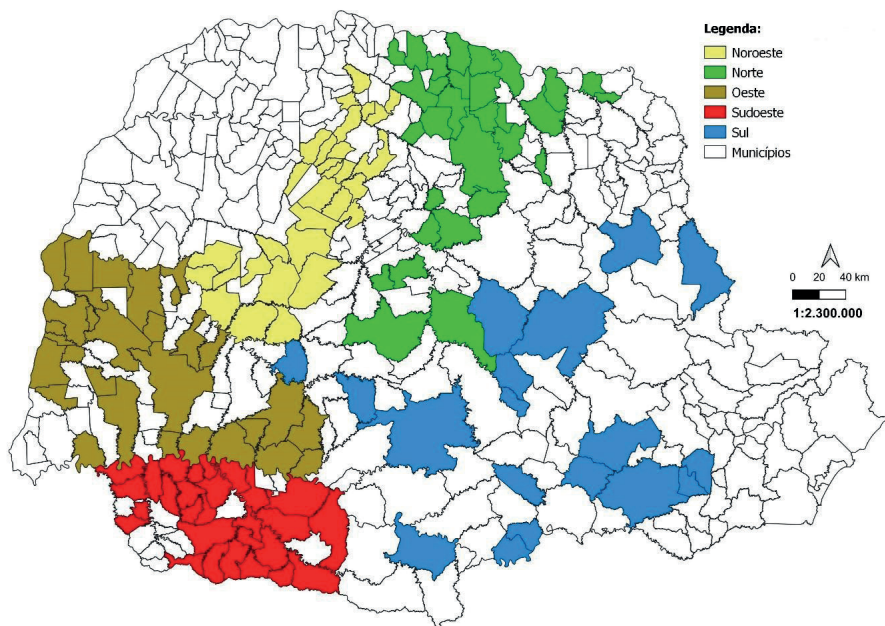 Legenda:
Noroeste
Norte
Oeste
Sudoeste
Sul
Municípios
0 20 40 km
1:2.300.000